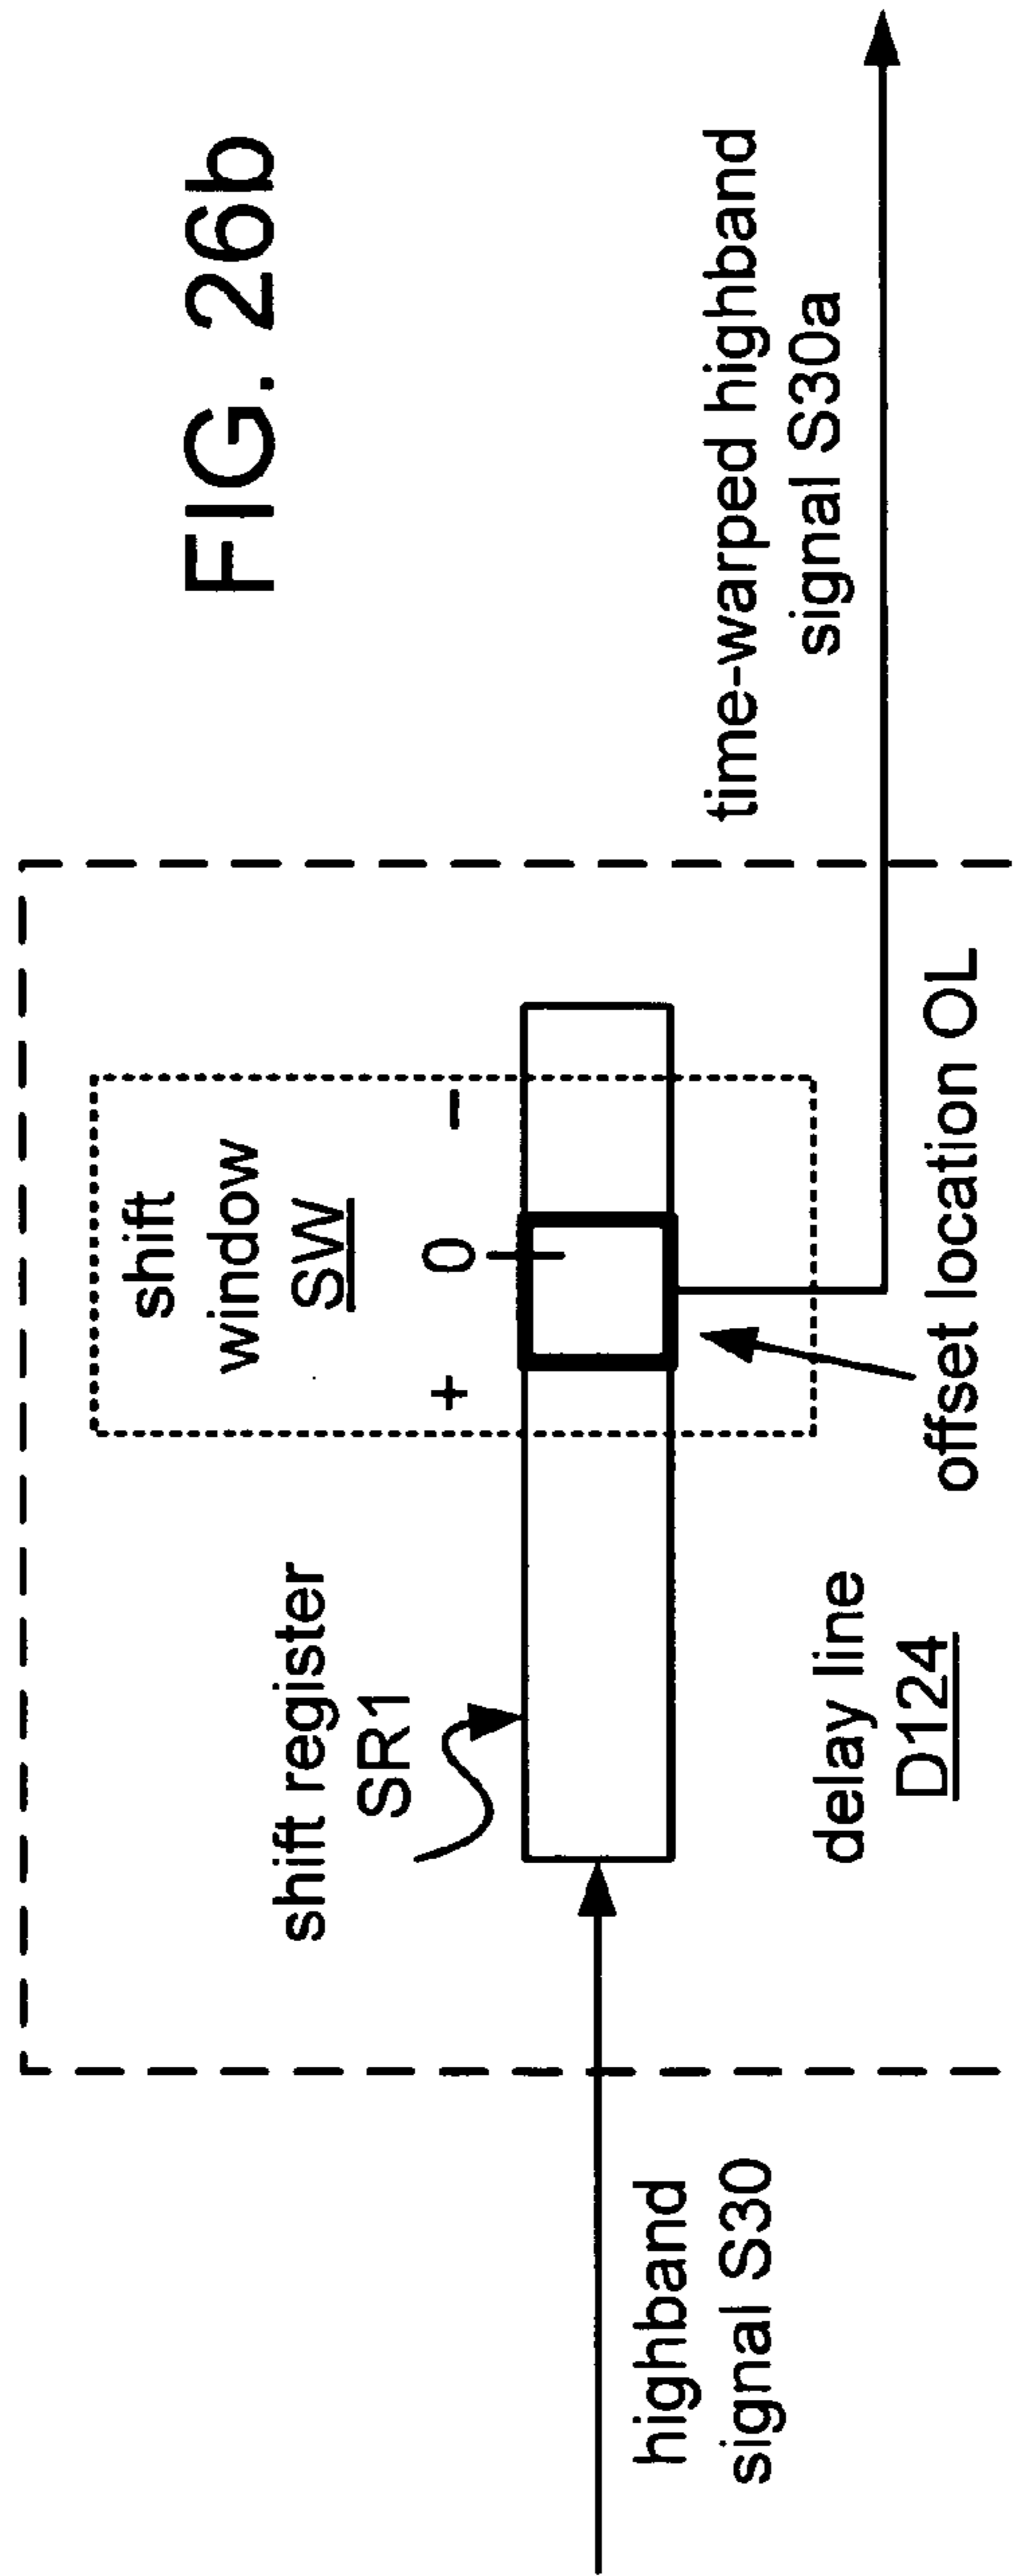 FIG. 26b
shift
window
SW
+ 0 -
shift register
SR1
highband
signal S30
delay line
D124
offset location OL
time-warped highband
signal S30a